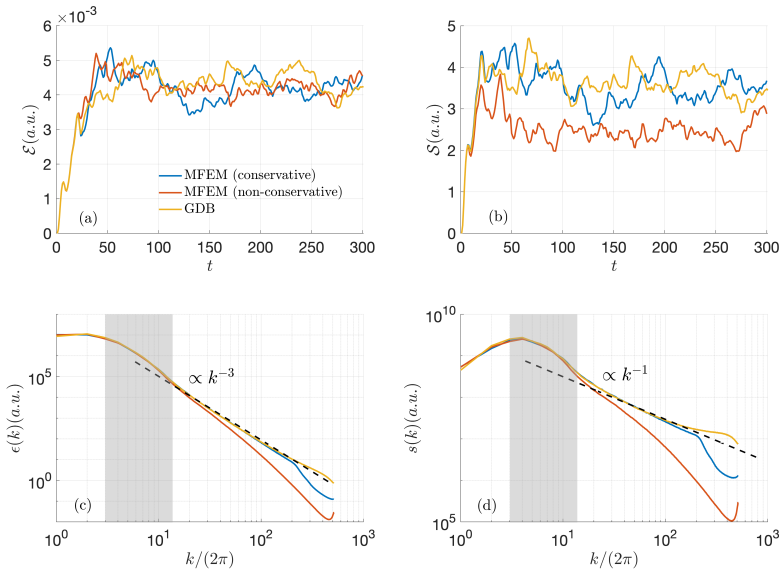 ×10⁻³
6
5
4
3
2
1
0
ℰ(a.u.)
MFEM (conservative)
MFEM (non-conservative)
GDB
(a)
0 50 100 150 200 250 300
t
5
4
3
2
1
0
𝒮(a.u.)
(b)
0 50 100 150 200 250 300
t
10⁵
10⁰
ϵ(k)(a.u.)
∝ k⁻³
(c)
10⁰ 10¹ 10² 10³
k/(2π)
10¹⁰
10⁵
s(k)(a.u.)
∝ k⁻¹
(d)
10⁰ 10¹ 10² 10³
k/(2π)